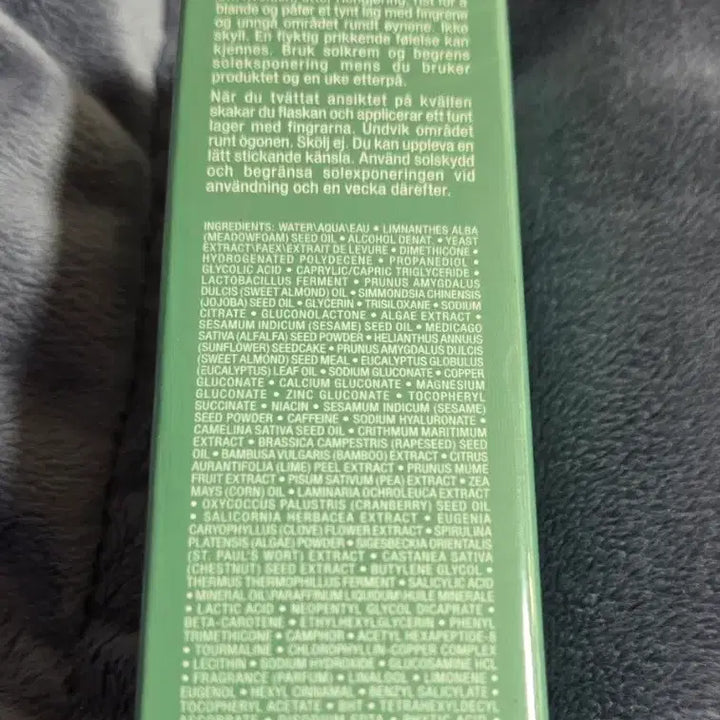 blande og påfør et tynt lag med fingrene
og unngå området rundt øynene. Ikke
skyll. En flyktig prikkende følelse kan
kjennes. Bruk solkrem og begrens
soleksponering mens du bruker
produktet og en uke etterpå.
När du tvättat ansiktet på kvällen
skakar du flaskan och applicerar ett tunt
lager med fingrarna. Undvik området
runt ögonen. Skölj ej. Du kan uppleva en
lätt stickande känsla. Använd solskydd
och begränsa solexponeringen vid
användning och en vecka därefter.
INGREDIENTS: WATER\AQUA\EAU • LIMNANTHES ALBA
(MEADOWFOAM) SEED OIL • ALCOHOL DENAT. • YEAST
EXTRACT\FAEX\EXTRAIT DE LEVURE • DIMETHICONE •
HYDROGENATED POLYDECENE • PROPANEDIOL •
GLYCOLIC ACID • CAPRYLIC/CAPRIC TRIGLYCERIDE •
LACTOBACILLUS FERMENT • PRUNUS AMYGDALUS
DULCIS (SWEET ALMOND) OIL • SIMMONDSIA CHINENSIS
(JOJOBA) SEED OIL • GLYCERIN • TRISILOXANE • SODIUM
CITRATE • GLUCONOLACTONE • ALGAE EXTRACT •
SESAMUM INDICUM (SESAME) SEED OIL • MEDICAGO
SATIVA (ALFALFA) SEED POWDER • HELIANTHUS ANNUUS
(SUNFLOWER) SEEDCAKE • PRUNUS AMYGDALUS DULCIS
(SWEET ALMOND) SEED MEAL • EUCALYPTUS GLOBULUS
(EUCALYPTUS) LEAF OIL • SODIUM GLUCONATE • COPPER
GLUCONATE • CALCIUM GLUCONATE • MAGNESIUM
GLUCONATE • ZINC GLUCONATE • TOCOPHERYL
SUCCINATE • NIACIN • SESAMUM INDICUM (SESAME)
SEED POWDER • CAFFEINE • SODIUM HYALURONATE •
CAMELINA SATIVA SEED OIL • CRITHMUM MARITIMUM
EXTRACT • BRASSICA CAMPESTRIS (RAPESEED) SEED
OIL • BAMBUSA VULGARIS (BAMBOO) EXTRACT • CITRUS
AURANTIFOLIA (LIME) PEEL EXTRACT • PRUNUS MUME
FRUIT EXTRACT • PISUM SATIVUM (PEA) EXTRACT • ZEA
MAYS (CORN) OIL • LAMINARIA OCHROLEUCA EXTRACT
• OXYCOCCUS PALUSTRIS (CRANBERRY) SEED OIL
• SALICORNIA HERBACEA EXTRACT • EUGENIA
CARYOPHYLLUS (CLOVE) FLOWER EXTRACT • SPIRULINA
PLATENSIS (ALGAE) POWDER • SIGESBECKIA ORIENTALIS
(ST. PAUL'S WORT) EXTRACT • CASTANEA SATIVA
(CHESTNUT) SEED EXTRACT • BUTYLENE GLYCOL •
THERMUS THERMOPHILLUS FERMENT • SALICYLIC ACID
• MINERAL OIL\PARAFFINUM LIQUIDUM\HUILE MINERALE
• LACTIC ACID • NEOPENTYL GLYCOL DICAPRATE •
BETA-CAROTENE • ETHYLHEXYLGLYCERIN • PHENYL
TRIMETHICONE • CAMPHOR • ACETYL HEXAPEPTIDE-8
• TOURMALINE • CHLOROPHYLLIN-COPPER COMPLEX
• LECITHIN • SODIUM HYDROXIDE • GLUCOSAMINE HCL
• FRAGRANCE (PARFUM) • LINALOOL • LIMONENE
EUGENOL • HEXYL CINNAMAL • BENZYL SALICYLATE •
TOCOPHERYL ACETATE • BHT • TETRAHEXYLDECYL